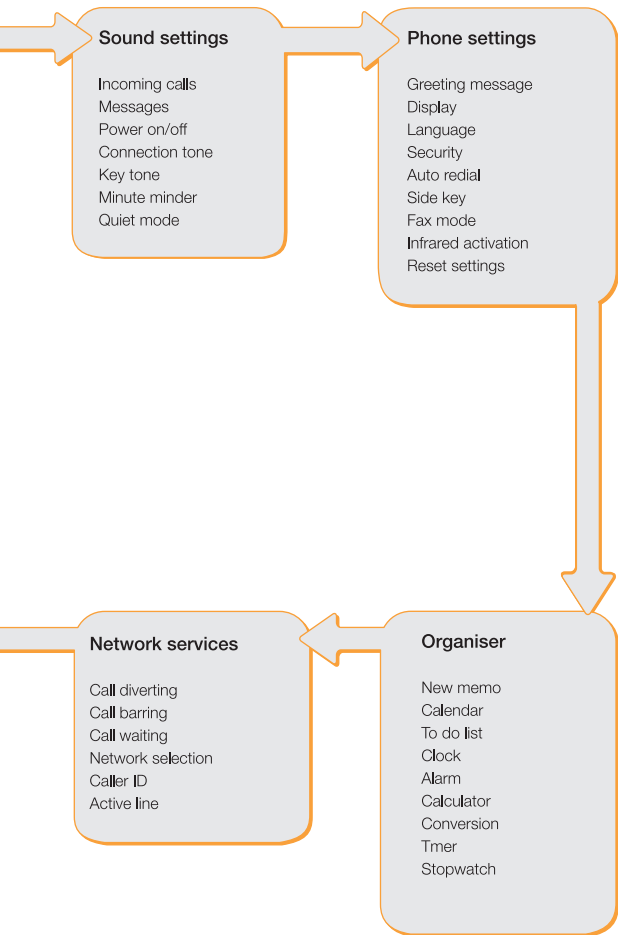 Sound settings
Incoming calls
Messages
Power on/off
Connection tone
Key tone
Minute minder
Quiet mode
Phone settings
Greeting message
Display
Language
Security
Auto redial
Side key
Fax mode
Infrared activation
Reset settings
Network services
Call diverting
Call barring
Call waiting
Network selection
Caller ID
Active line
Organiser
New memo
Calendar
To do list
Clock
Alarm
Calculator
Conversion
Tmer
Stopwatch